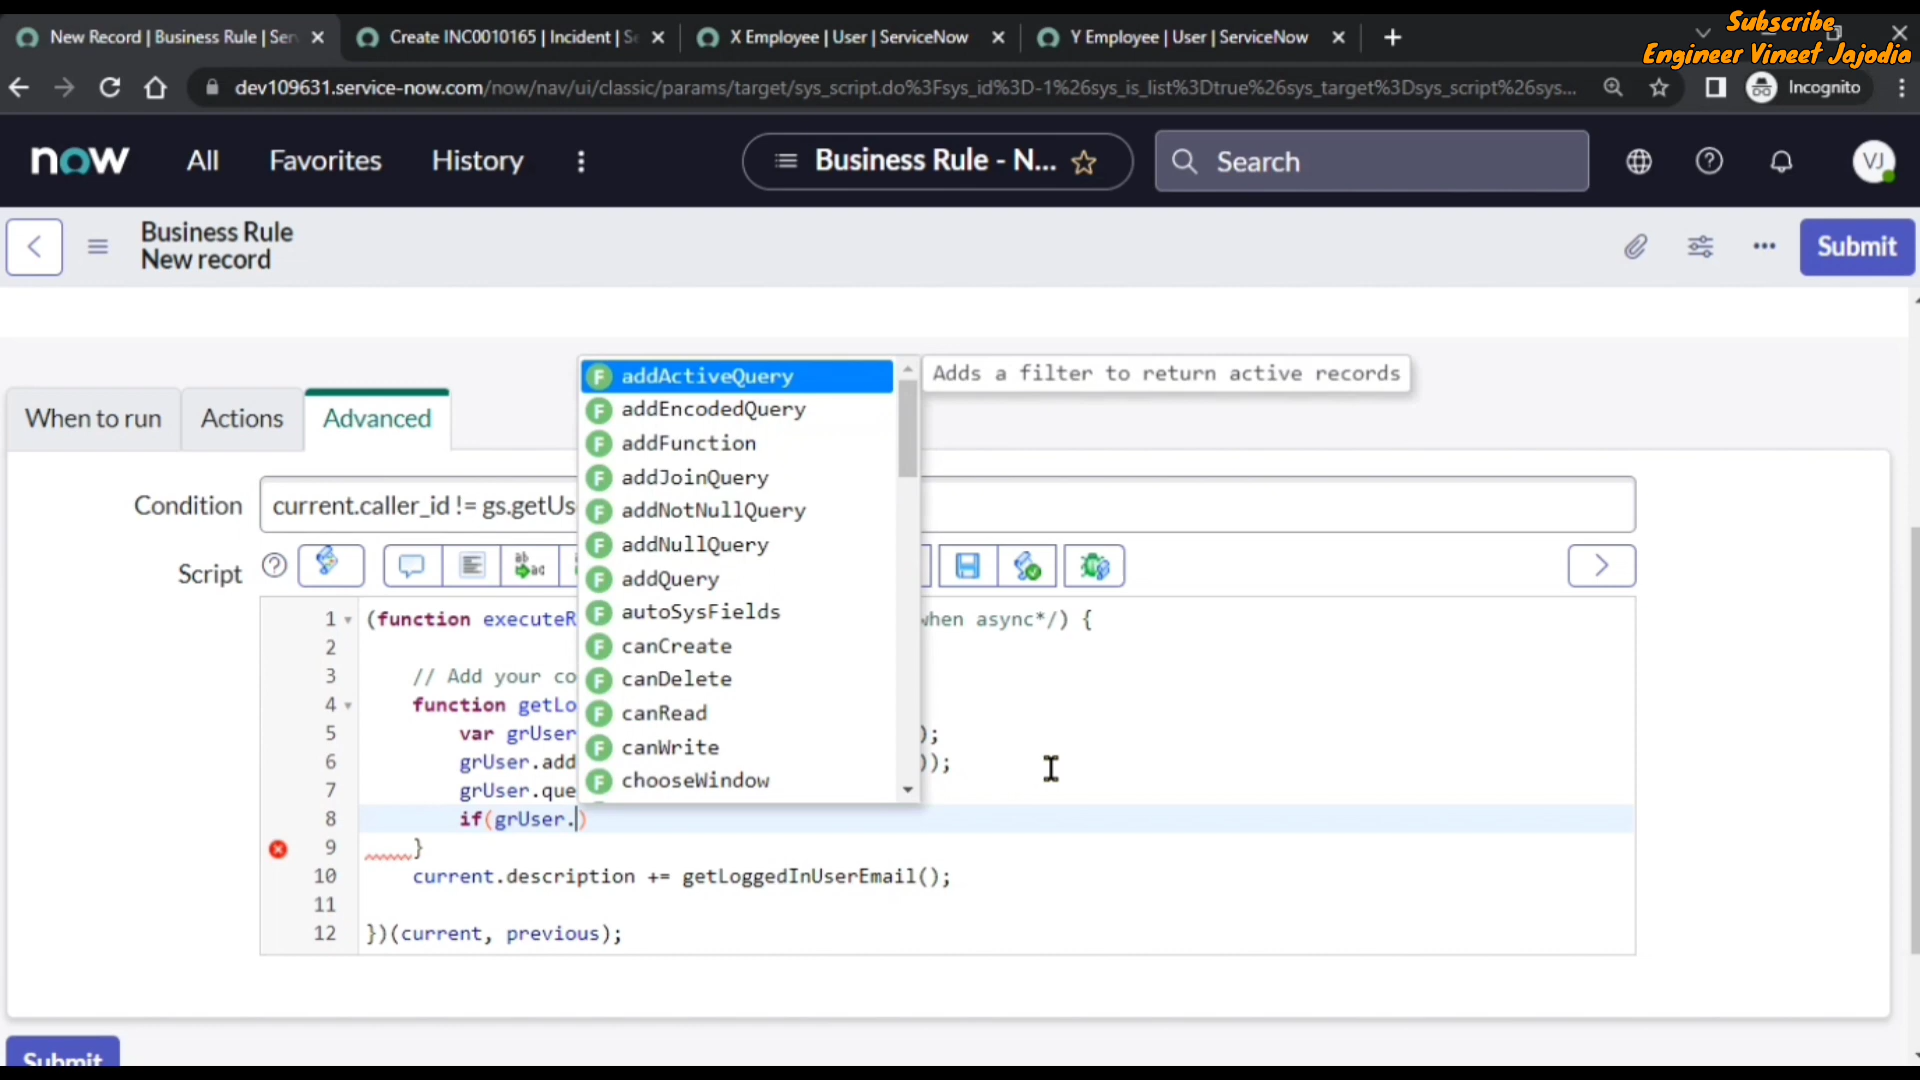 Subscribe
Engineer Vineet Jajodia
New Record | Business Rule | Ser
Create INC0010165 | Incident | Se
X Employee | User | ServiceNow
Y Employee | User | ServiceNow
dev109631.service-now.com/now/nav/ui/classic/params/target/sys_script.do%3Fsys_id%3D-1%26sys_is_list%3Dtrue%26sys_target%3Dsys_script%26sys...
Incognito
now
All
Favorites
History
Business Rule - N...
Search
VJ
Business Rule
New record
Submit
When to run
Actions
Advanced
addActiveQuery
addEncodedQuery
addFunction
addJoinQuery
addNotNullQuery
addNullQuery
addQuery
autoSysFields
canCreate
canDelete
canRead
canWrite
chooseWindow
Adds a filter to return active records
Condition
current.caller_id != gs.getUs
Script
1 (function executeR when async*/) {
2
3 // Add your co
4 function getLo
5 var grUser );
6 grUser.add ));
7 grUser.que
8 if(grUser.)
9 }
10 current.description += getLoggedInUserEmail();
11
12 })(current, previous);
Submit